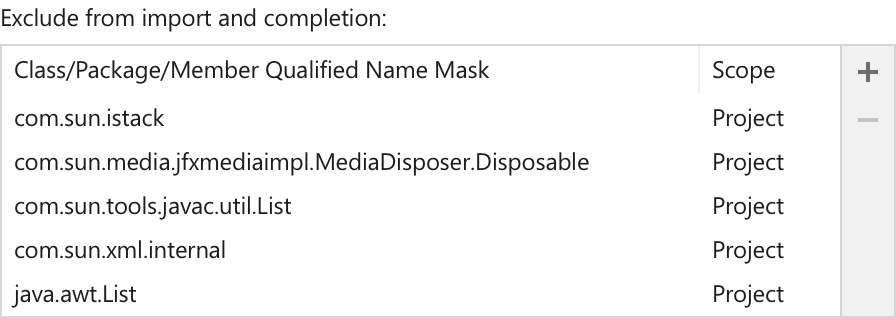 Exclude from import and completion:
Class/Package/Member Qualified Name Mask Scope
com.sun.istack Project
com.sun.media.jfxmediaimpl.MediaDisposer.Disposable Project
com.sun.tools.javac.util.List Project
com.sun.xml.internal Project
java.awt.List Project